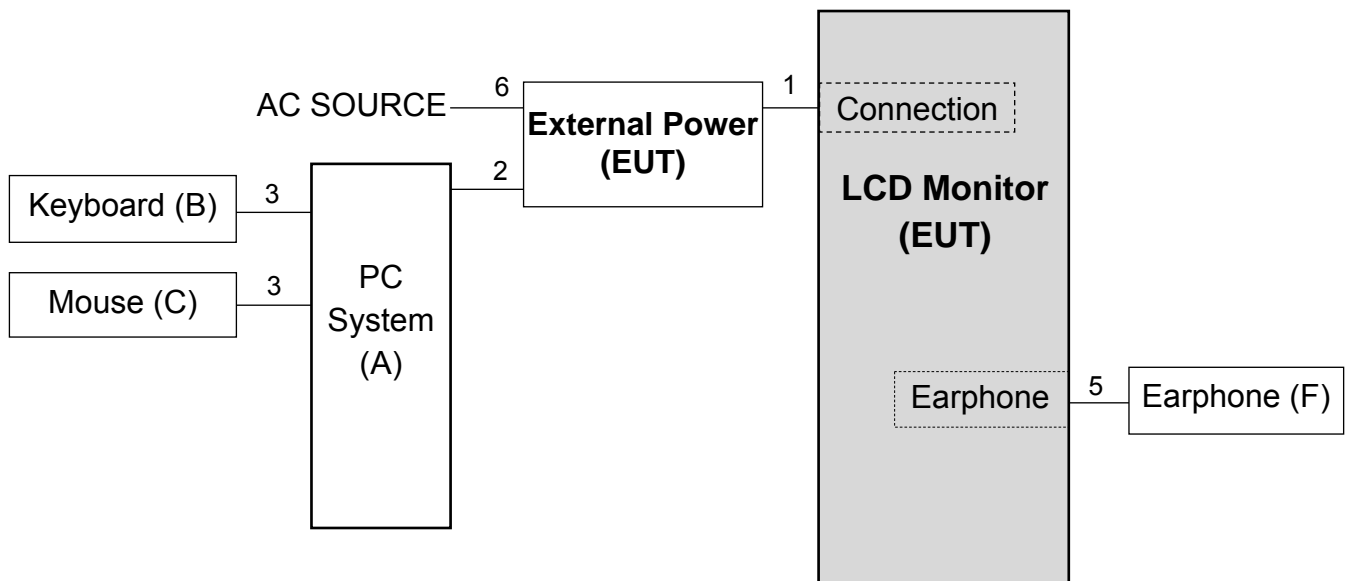 6
1
AC SOURCE
External Power
(EUT)
Connection
2
3
Keyboard (B)
LCD Monitor
(EUT)
3
Mouse (C)
PC
System
(A)
Earphone
5
Earphone (F)